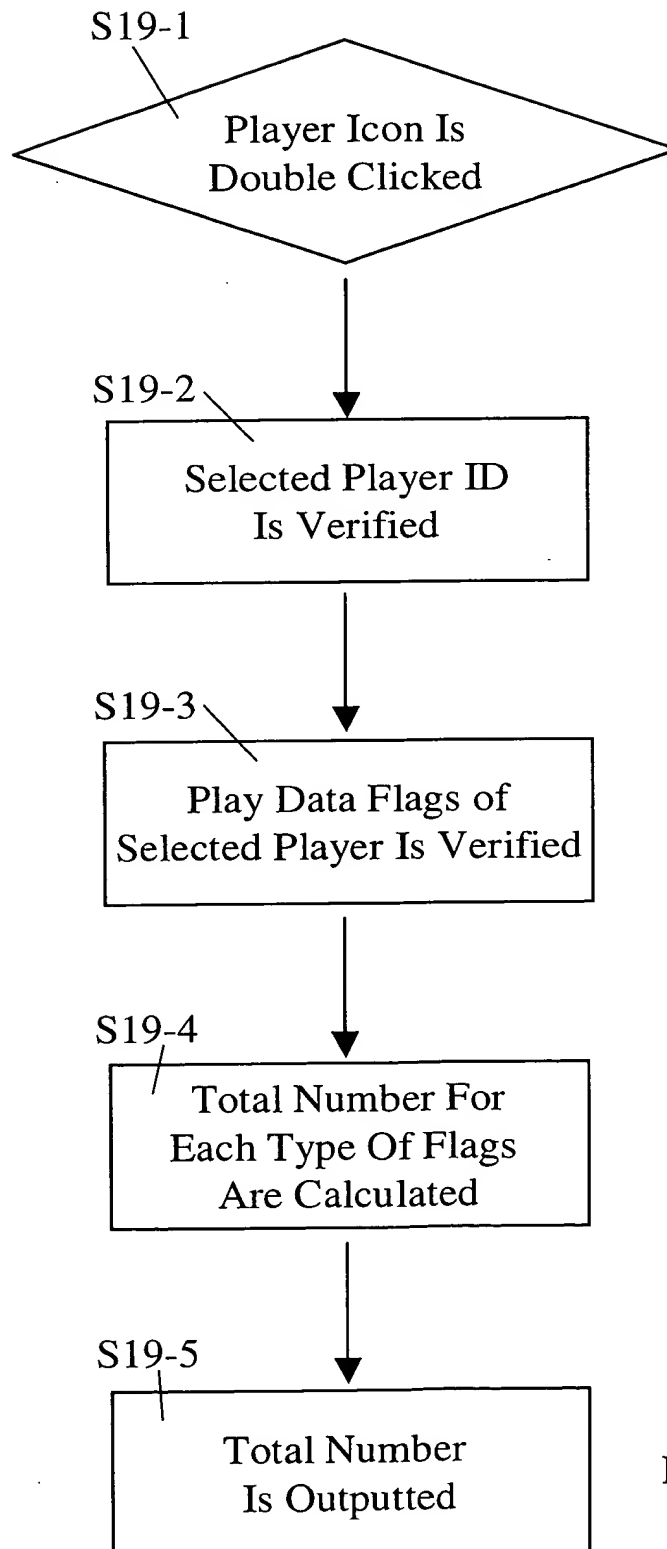 S19-1
Player Icon Is
Double Clicked
S19-2
Selected Player ID
Is Verified
S19-3
Play Data Flags of
Selected Player Is Verified
S19-4
Total Number For
Each Type Of Flags
Are Calculated
S19-5
Total Number
Is Outputted